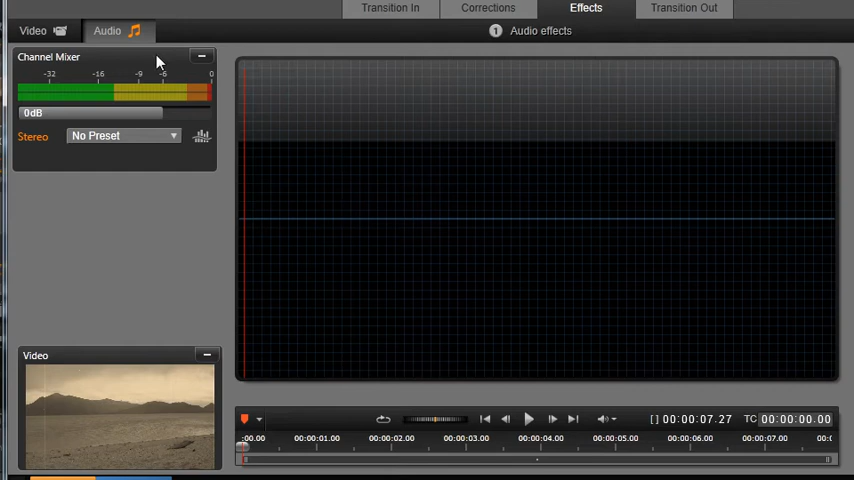 Transition In Corrections Effects Transition Out
Video Audio 1 Audio effects
Channel Mixer
-32 -16 -9 -6 0
0dB
Stereo No Preset
Video
[] 00:00:07.27 TC 00:00:00.00
:00.00 00:00:01.00 00:00:02.00 00:00:03.00 00:00:04.00 00:00:05.00 00:00:06.00 00:00:07.00 00:0